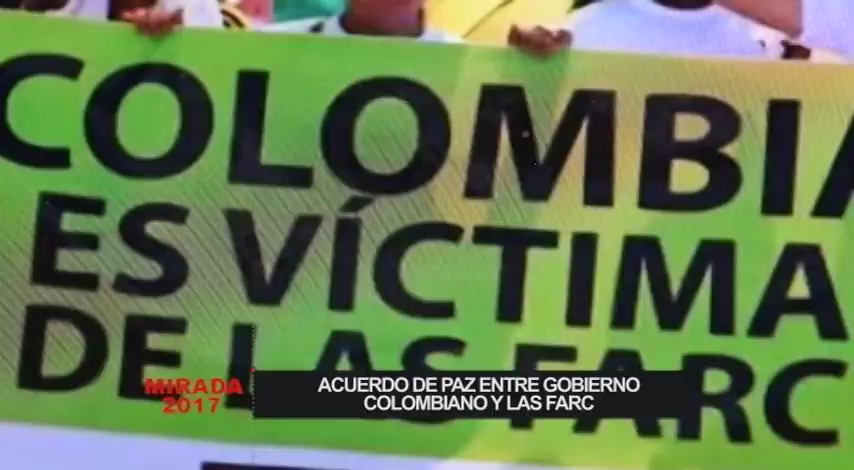 COLOMBIA
ES VÍCTIMA
DE LAS FARC
MIRADA
2017
ACUERDO DE PAZ ENTRE GOBIERNO
COLOMBIANO Y LAS FARC